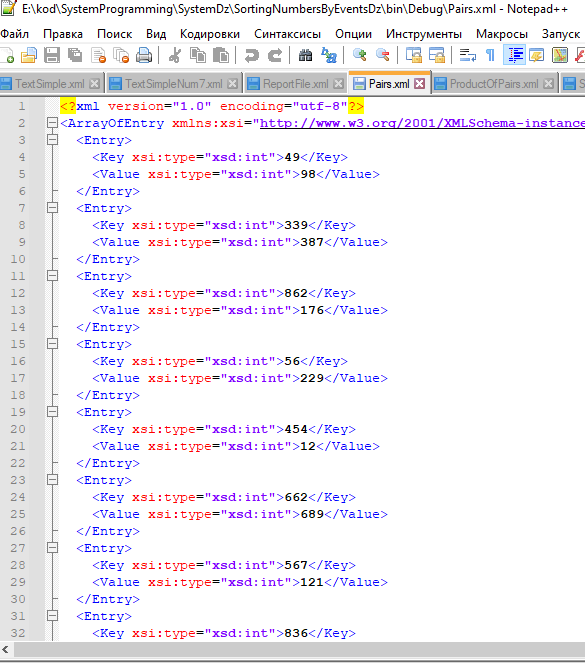 E:\kod\SystemProgramming\SystemDz\SortingNumbersByEventsDz\bin\Debug\Pairs.xml - Notepad++
Файл Правка Поиск Вид Кодировки Синтаксисы Опции Инструменты Макросы Запуск
TextSimple.xml TextSimpleNum7.xml ReportFile.xml Pairs.xml ProductOfPairs.xml S
1 <?xml version="1.0" encoding="utf-8"?>
2 <ArrayOfEntry xmlns:xsi="http://www.w3.org/2001/XMLSchema-instance
3 <Entry>
4 <Key xsi:type="xsd:int">49</Key>
5 <Value xsi:type="xsd:int">98</Value>
6 </Entry>
7 <Entry>
8 <Key xsi:type="xsd:int">339</Key>
9 <Value xsi:type="xsd:int">387</Value>
10 </Entry>
11 <Entry>
12 <Key xsi:type="xsd:int">862</Key>
13 <Value xsi:type="xsd:int">176</Value>
14 </Entry>
15 <Entry>
16 <Key xsi:type="xsd:int">56</Key>
17 <Value xsi:type="xsd:int">229</Value>
18 </Entry>
19 <Entry>
20 <Key xsi:type="xsd:int">454</Key>
21 <Value xsi:type="xsd:int">12</Value>
22 </Entry>
23 <Entry>
24 <Key xsi:type="xsd:int">662</Key>
25 <Value xsi:type="xsd:int">689</Value>
26 </Entry>
27 <Entry>
28 <Key xsi:type="xsd:int">567</Key>
29 <Value xsi:type="xsd:int">121</Value>
30 </Entry>
31 <Entry>
32 <Key xsi:type="xsd:int">836</Key>